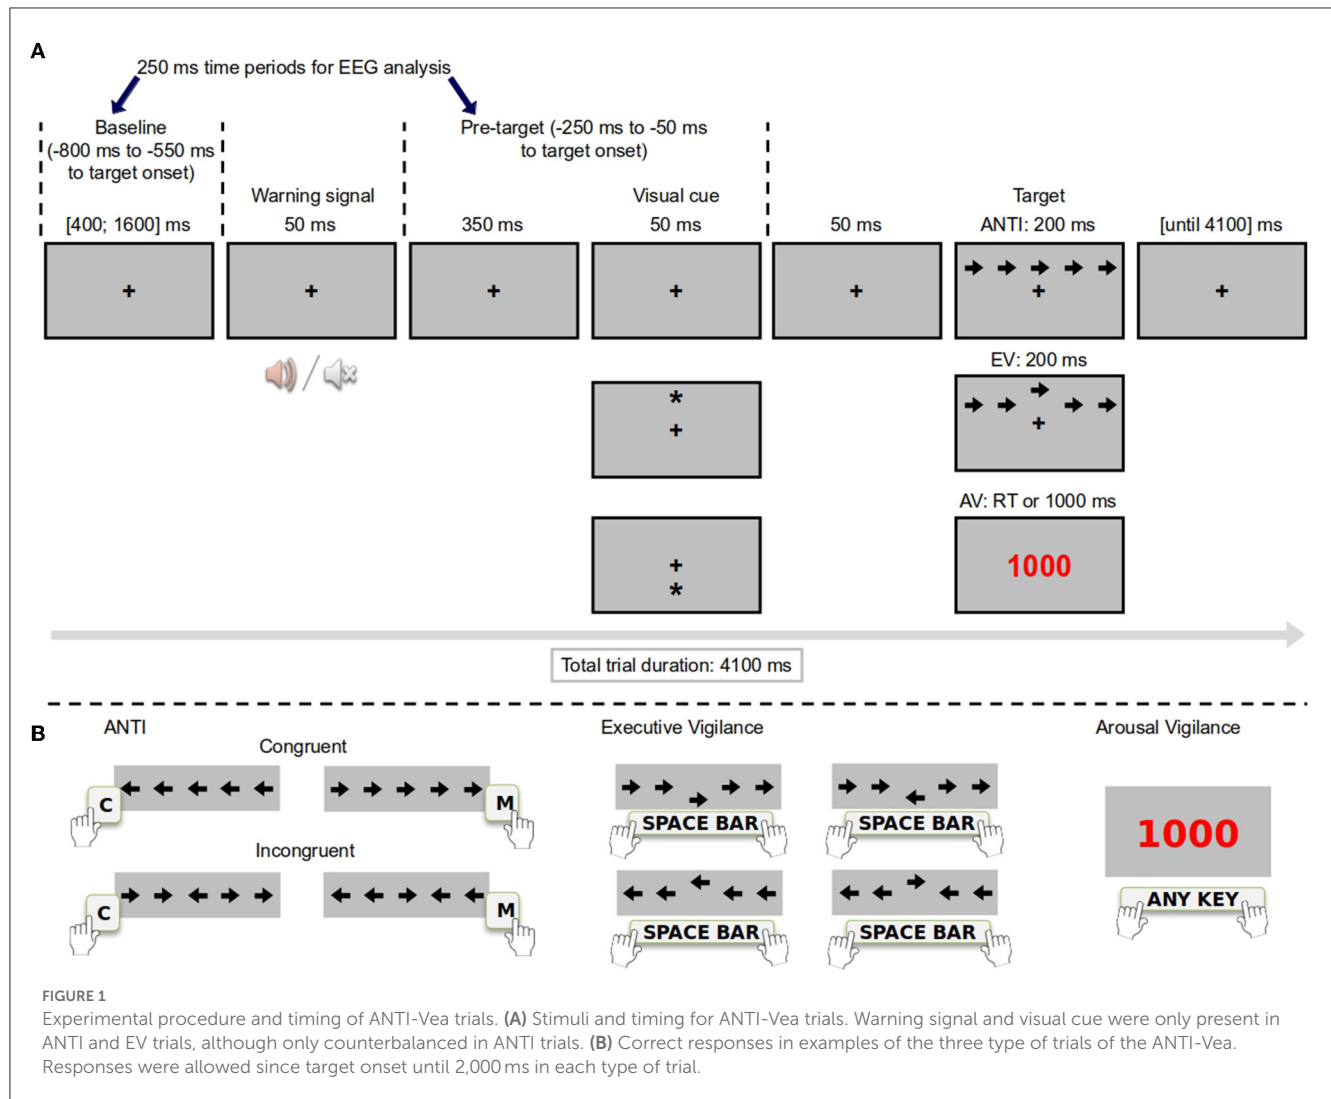 A
250 ms time periods for EEG analysis
Baseline
(-800 ms to -550 ms
to target onset)
Pre-target (-250 ms to -50 ms
to target onset)
Warning signal
Visual cue
Target
[400; 1600] ms
50 ms
350 ms
50 ms
50 ms
ANTI: 200 ms
[until 4100] ms
EV: 200 ms
AV: RT or 1000 ms
1000
Total trial duration: 4100 ms
B
ANTI
Executive Vigilance
Arousal Vigilance
Congruent
C
M
SPACE BAR
SPACE BAR
1000
Incongruent
C
M
SPACE BAR
SPACE BAR
ANY KEY
FIGURE 1
Experimental procedure and timing of ANTI-Vea trials. (A) Stimuli and timing for ANTI-Vea trials. Warning signal and visual cue were only present in
ANTI and EV trials, although only counterbalanced in ANTI trials. (B) Correct responses in examples of the three type of trials of the ANTI-Vea.
Responses were allowed since target onset until 2,000 ms in each type of trial.